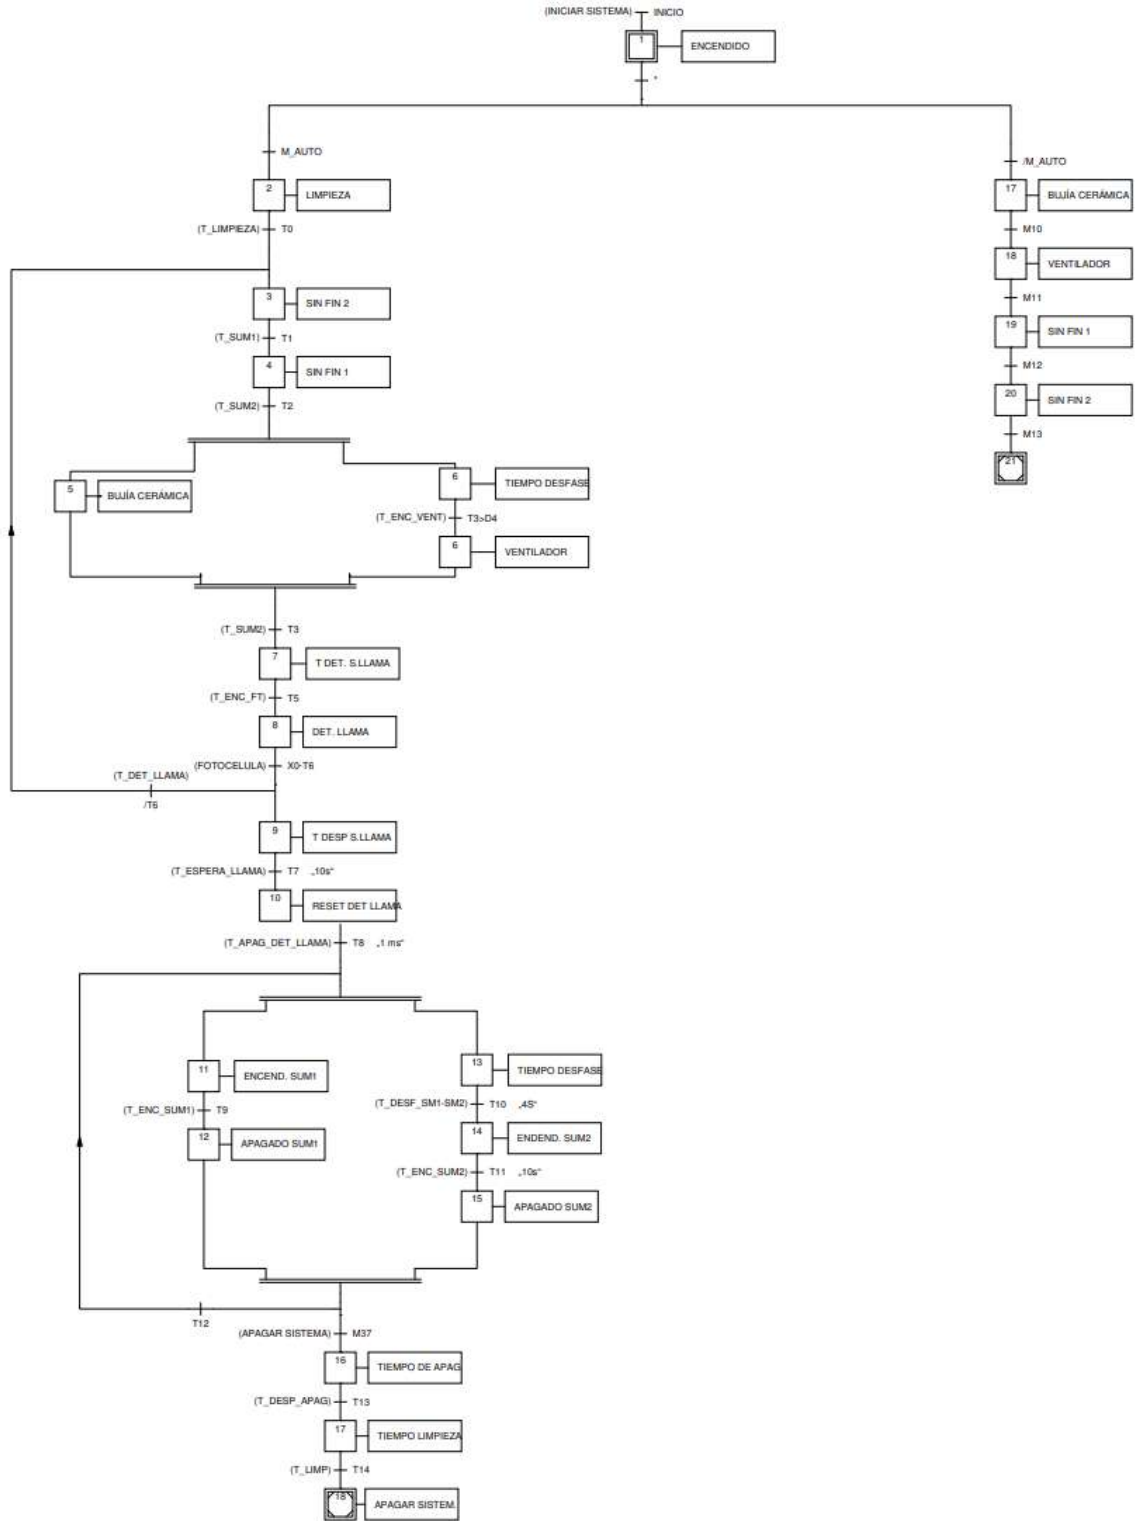 (INICIAR SISTEMA) INICIO
1 ENCENDIDO
*
M_AUTO
/M_AUTO
2 LIMPIEZA
17 BUJÍA CERÁMICA
(T_LIMPIEZA) T0
M10
18 VENTILADOR
3 SIN FIN 2
M11
19 SIN FIN 1
(T_SUM1) T1
4 SIN FIN 1
M12
20 SIN FIN 2
(T_SUM2) T2
M13
21
5 BUJÍA CERÁMICA
6 TIEMPO DESFASE
(T_ENC_VENT) T3>D4
6 VENTILADOR
(T_SUM2) T3
7 T DET. S.LLAMA
(T_ENC_FT) T5
8 DET. LLAMA
(FOTOCELULA) X0-T6
(T_DET_LLAMA)
/T6
9 T DESP S.LLAMA
(T_ESPERA_LLAMA) T7 „10s“
10 RESET DET LLAMA
(T_APAG_DET_LLAMA) T8 „1 ms“
11 ENCEND. SUM1
13 TIEMPO DESFASE
(T_ENC_SUM1) T9
(T_DESF_SM1-SM2) T10 „4S“
12 APAGADO SUM1
14 ENDEND. SUM2
(T_ENC_SUM2) T11 „10s“
15 APAGADO SUM2
T12
(APAGAR SISTEMA) M37
16 TIEMPO DE APAG
(T_DESP_APAG) T13
17 TIEMPO LIMPIEZA
(T_LIMP) T14
18 APAGAR SISTEM.